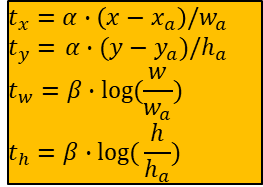 t_x = α · (x − x_a)/w_a
t_y = α · (y − y_a)/h_a
t_w = β · log(w/w_a)
t_h = β · log(h/h_a)